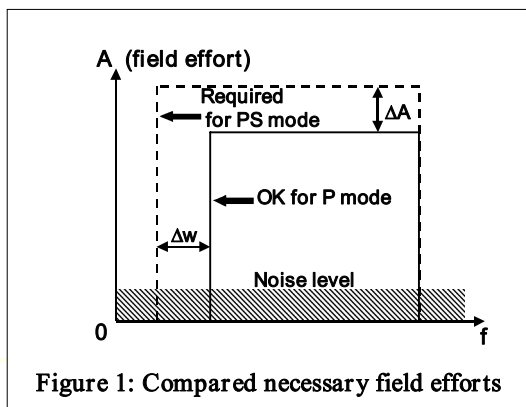 A (field effort)
Required
for PS mode
ΔA
OK for P mode
Δw
Noise level
0
f
Figure 1: Compared necessary field efforts